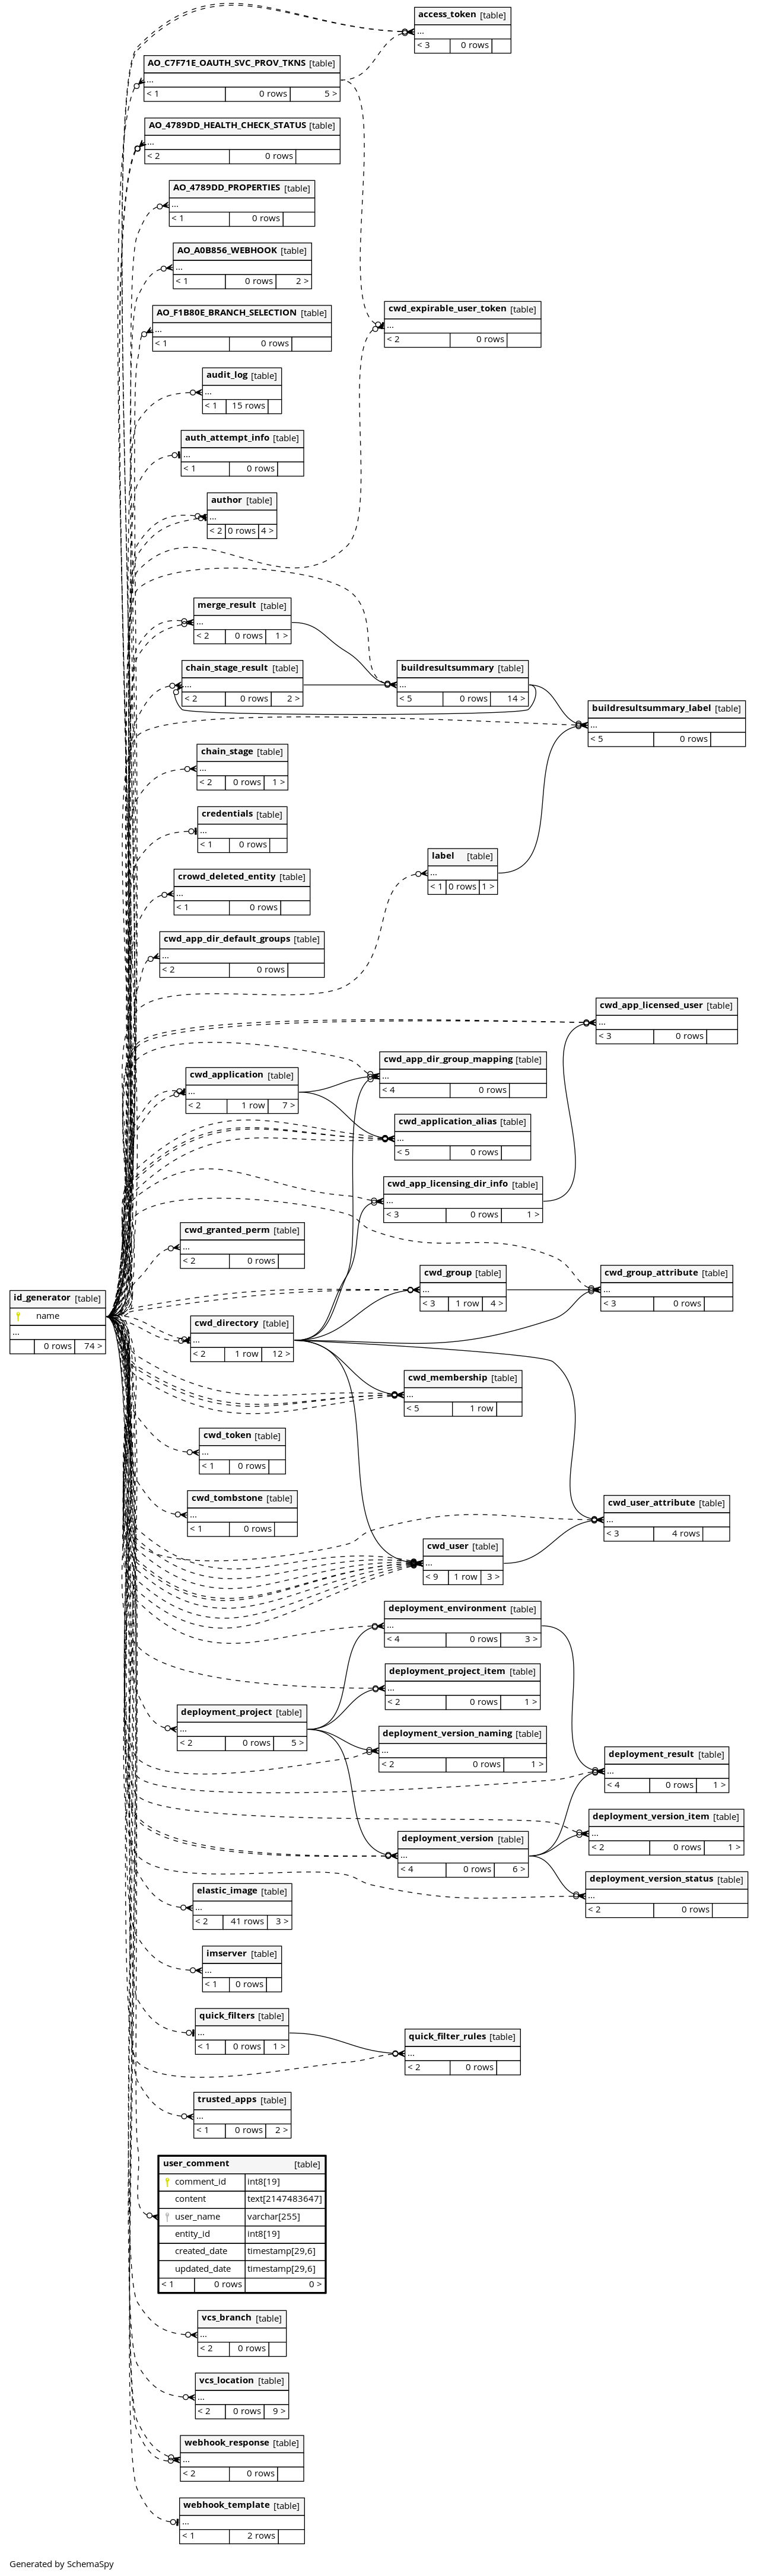 access_token [table]
...
< 3 0 rows
AO_C7F71E_OAUTH_SVC_PROV_TKNS [table]
...
< 1 0 rows 5 >
AO_4789DD_HEALTH_CHECK_STATUS [table]
...
< 2 0 rows
AO_4789DD_PROPERTIES [table]
...
< 1 0 rows
AO_A0B856_WEBHOOK [table]
...
< 1 0 rows 2 >
AO_F1B80E_BRANCH_SELECTION [table]
...
< 1 0 rows
cwd_expirable_user_token [table]
...
< 2 0 rows
audit_log [table]
...
< 1 15 rows
auth_attempt_info [table]
...
< 1 0 rows
author [table]
...
< 2 0 rows 4 >
merge_result [table]
...
< 2 0 rows 1 >
chain_stage_result [table]
...
< 2 0 rows 2 >
buildresultsummary [table]
...
< 5 0 rows 14 >
buildresultsummary_label [table]
...
< 5 0 rows
chain_stage [table]
...
< 2 0 rows 1 >
credentials [table]
...
< 1 0 rows
label [table]
...
< 1 0 rows 1 >
crowd_deleted_entity [table]
...
< 1 0 rows
cwd_app_dir_default_groups [table]
...
< 2 0 rows
cwd_app_licensed_user [table]
...
< 3 0 rows
cwd_application [table]
...
< 2 1 row 7 >
cwd_app_dir_group_mapping [table]
...
< 4 0 rows
cwd_application_alias [table]
...
< 5 0 rows
cwd_app_licensing_dir_info [table]
...
< 3 0 rows 1 >
cwd_granted_perm [table]
...
< 2 0 rows
cwd_group [table]
...
< 3 1 row 4 >
cwd_group_attribute [table]
...
< 3 0 rows
id_generator [table]
name
...
0 rows 74 >
cwd_directory [table]
...
< 2 1 row 12 >
cwd_membership [table]
...
< 5 1 row
cwd_token [table]
...
< 1 0 rows
cwd_tombstone [table]
...
< 1 0 rows
cwd_user_attribute [table]
...
< 3 4 rows
cwd_user [table]
...
< 9 1 row 3 >
deployment_environment [table]
...
< 4 0 rows 3 >
deployment_project_item [table]
...
< 2 0 rows 1 >
deployment_project [table]
...
< 2 0 rows 5 >
deployment_version_naming [table]
...
< 2 0 rows 1 >
deployment_result [table]
...
< 4 0 rows 1 >
deployment_version_item [table]
...
< 2 0 rows 1 >
deployment_version [table]
...
< 4 0 rows 6 >
deployment_version_status [table]
...
< 2 0 rows
elastic_image [table]
...
< 2 41 rows 3 >
imserver [table]
...
< 1 0 rows
quick_filters [table]
...
< 1 0 rows 1 >
quick_filter_rules [table]
...
< 2 0 rows
trusted_apps [table]
...
< 1 0 rows 2 >
user_comment [table]
comment_id int8[19]
content text[2147483647]
user_name varchar[255]
entity_id int8[19]
created_date timestamp[29,6]
updated_date timestamp[29,6]
< 1 0 rows 0 >
vcs_branch [table]
...
< 2 0 rows
vcs_location [table]
...
< 2 0 rows 9 >
webhook_response [table]
...
< 2 0 rows
webhook_template [table]
...
< 1 2 rows
Generated by SchemaSpy